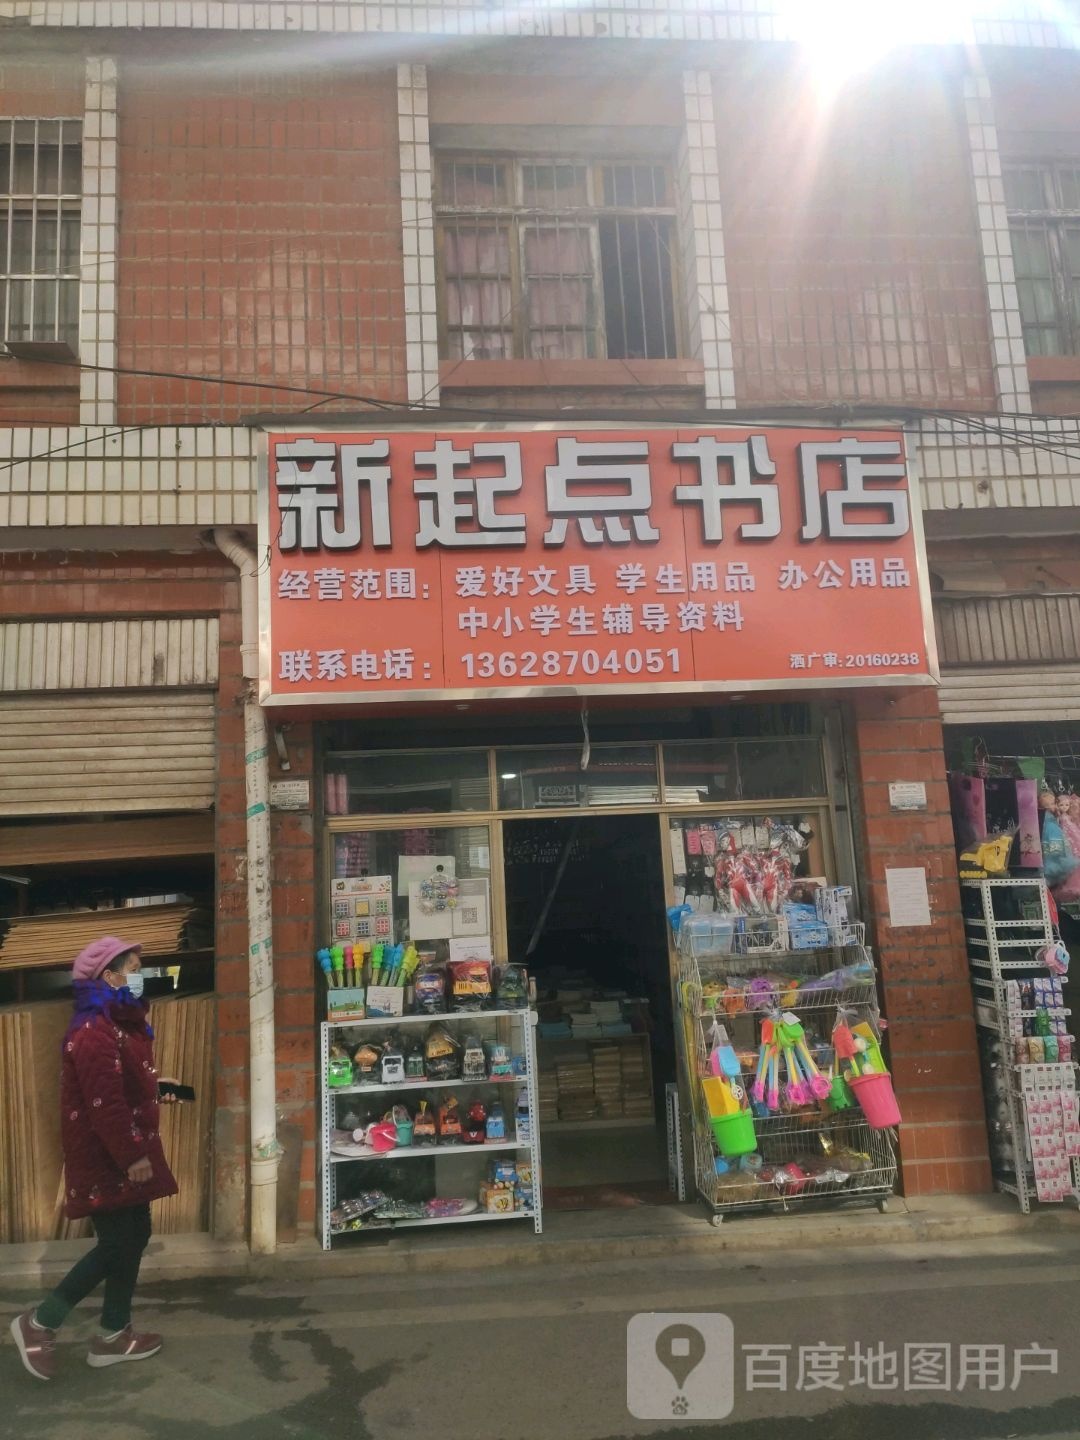 新起点书店
经营范围：爱好文具 学生用品 办公用品
中小学生辅导资料
联系电话：13628704051
洒广审:20160238
百度地图用户